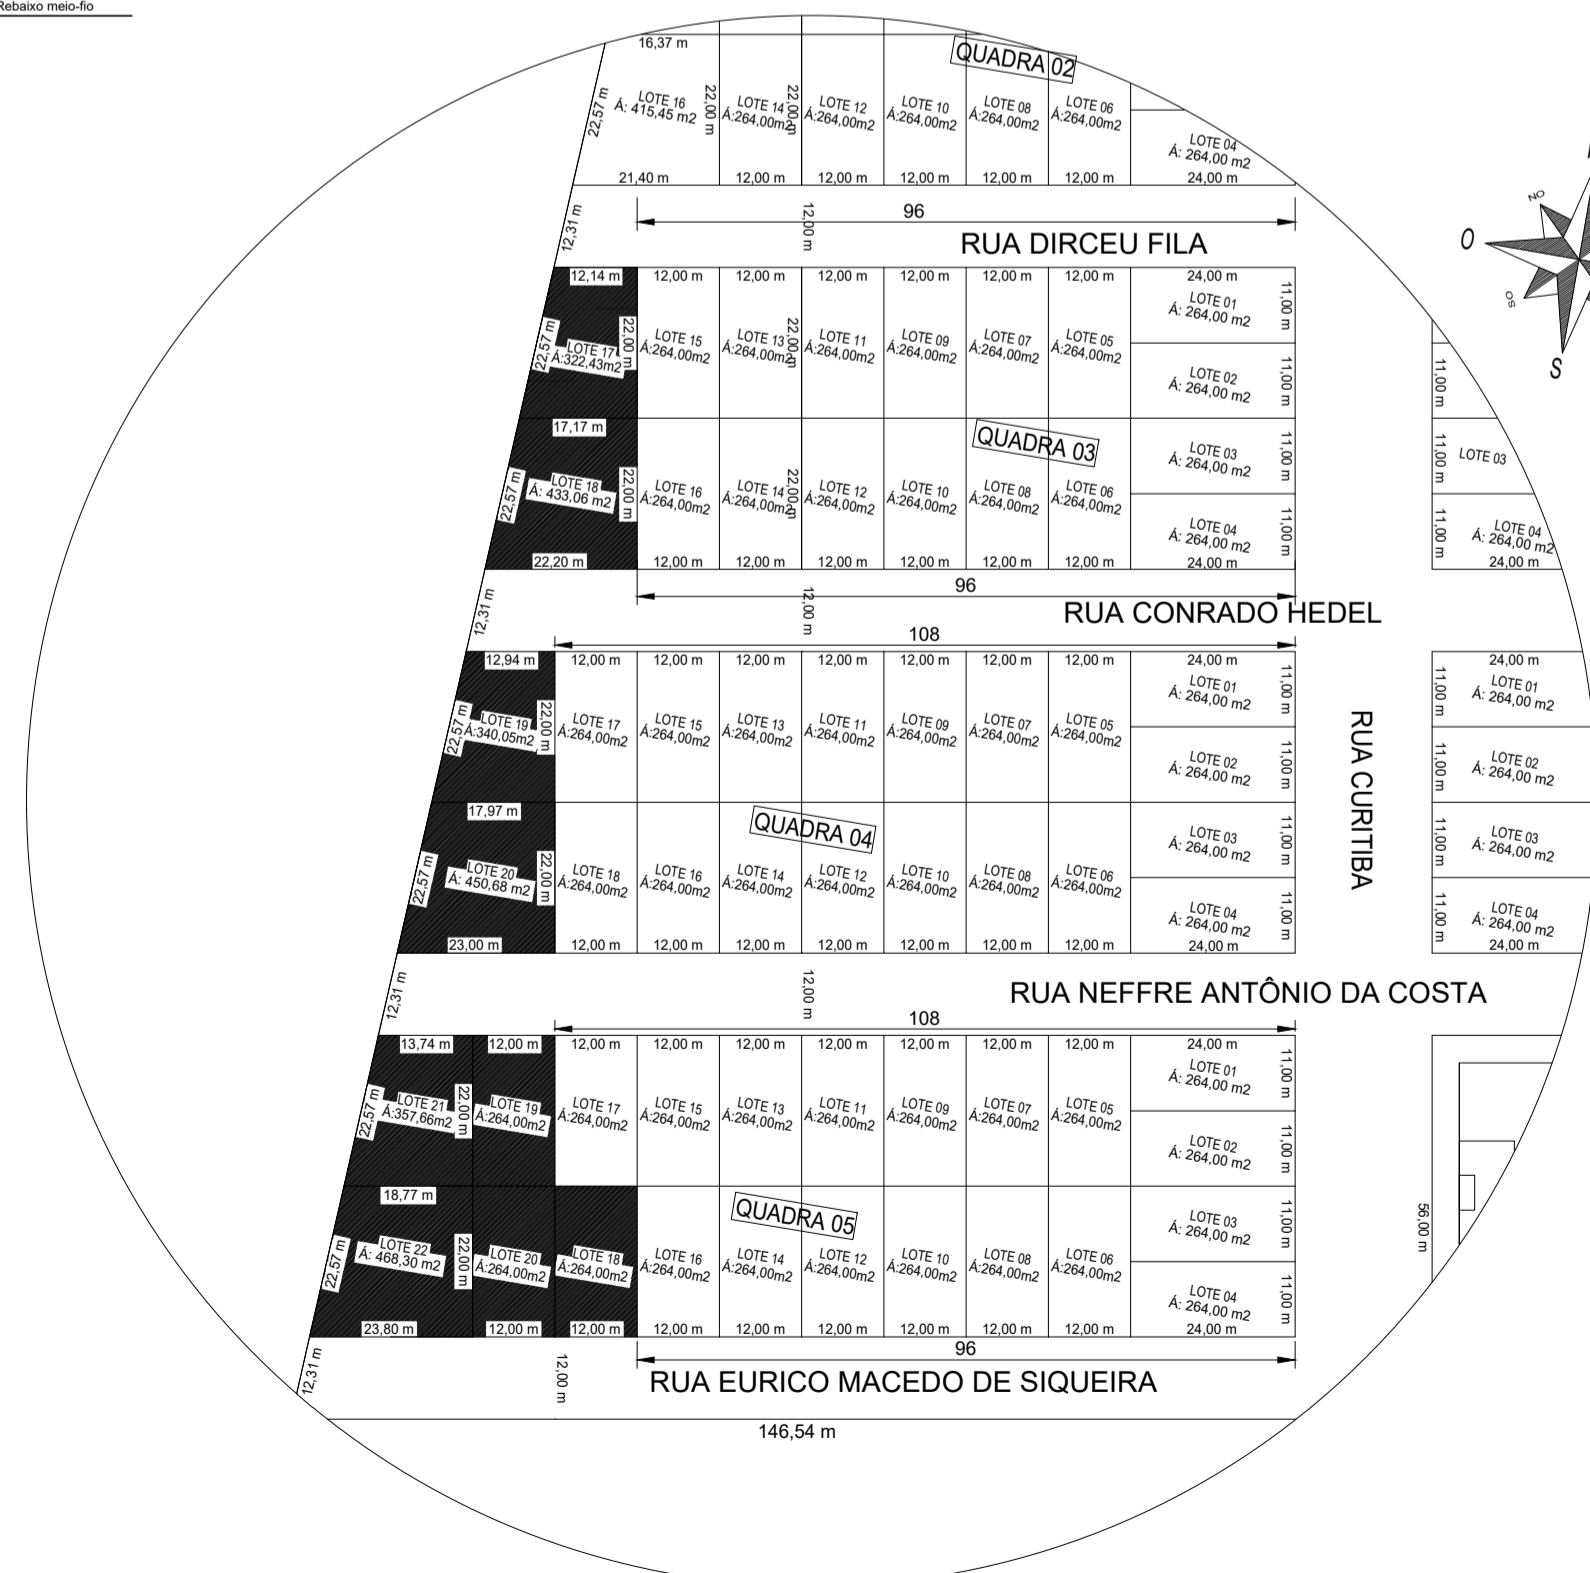 Rebaixo meio-fio
16,37 m
QUADRA 02
22,57 m
LOTE 16
Á: 415,45 m2
22,00 m
LOTE 14
Á:264,00m2
22,00 m
LOTE 12
Á:264,00m2
LOTE 10
Á:264,00m2
LOTE 08
Á:264,00m2
LOTE 06
Á:264,00m2
LOTE 04
Á: 264,00 m2
21,40 m
12,00 m
12,00 m
12,00 m
12,00 m
12,00 m
24,00 m
NO
O
SO
S
12,31 m
96
12,00 m
RUA DIRCEU FILA
12,14 m
12,00 m
12,00 m
12,00 m
12,00 m
12,00 m
12,00 m
24,00 m
22,57 m
LOTE 17
Á:322,43m2
22,00 m
LOTE 15
Á:264,00m2
LOTE 13
Á:264,00m2
22,00 m
LOTE 11
Á:264,00m2
LOTE 09
Á:264,00m2
LOTE 07
Á:264,00m2
LOTE 05
Á:264,00m2
LOTE 01
Á: 264,00 m2
11,00 m
LOTE 02
Á: 264,00 m2
11,00 m
11,00 m
17,17 m
QUADRA 03
22,57 m
LOTE 18
Á: 433,06 m2
22,00 m
LOTE 16
Á:264,00m2
LOTE 14
Á:264,00m2
22,00 m
LOTE 12
Á:264,00m2
LOTE 10
Á:264,00m2
LOTE 08
Á:264,00m2
LOTE 06
Á:264,00m2
LOTE 03
Á: 264,00 m2
11,00 m
11,00 m
LOTE 03
LOTE 04
Á: 264,00 m2
11,00 m
11,00 m
LOTE 04
Á: 264,00 m2
22,20 m
12,00 m
12,00 m
12,00 m
12,00 m
12,00 m
12,00 m
24,00 m
24,00 m
12,31 m
96
12,00 m
RUA CONRADO HEDEL
108
12,94 m
12,00 m
12,00 m
12,00 m
12,00 m
12,00 m
12,00 m
12,00 m
24,00 m
24,00 m
22,57 m
LOTE 19
Á:340,05m2
22,00 m
LOTE 17
Á:264,00m2
LOTE 15
Á:264,00m2
LOTE 13
Á:264,00m2
LOTE 11
Á:264,00m2
LOTE 09
Á:264,00m2
LOTE 07
Á:264,00m2
LOTE 05
Á:264,00m2
LOTE 01
Á: 264,00 m2
11,00 m
11,00 m
LOTE 01
Á: 264,00 m2
LOTE 02
Á: 264,00 m2
11,00 m
11,00 m
LOTE 02
Á: 264,00 m2
RUA CURITIBA
17,97 m
QUADRA 04
22,57 m
LOTE 20
Á: 450,68 m2
22,00 m
LOTE 18
Á:264,00m2
LOTE 16
Á:264,00m2
LOTE 14
Á:264,00m2
LOTE 12
Á:264,00m2
LOTE 10
Á:264,00m2
LOTE 08
Á:264,00m2
LOTE 06
Á:264,00m2
LOTE 03
Á: 264,00 m2
11,00 m
11,00 m
LOTE 03
Á: 264,00 m2
LOTE 04
Á: 264,00 m2
11,00 m
11,00 m
LOTE 04
Á: 264,00 m2
23,00 m
12,00 m
12,00 m
12,00 m
12,00 m
12,00 m
12,00 m
12,00 m
24,00 m
24,00 m
12,31 m
12,00 m
RUA NEFFRE ANTÔNIO DA COSTA
108
13,74 m
12,00 m
12,00 m
12,00 m
12,00 m
12,00 m
12,00 m
12,00 m
12,00 m
24,00 m
22,57 m
LOTE 21
Á:357,66m2
22,00 m
LOTE 19
Á:264,00m2
LOTE 17
Á:264,00m2
LOTE 15
Á:264,00m2
LOTE 13
Á:264,00m2
LOTE 11
Á:264,00m2
LOTE 09
Á:264,00m2
LOTE 07
Á:264,00m2
LOTE 05
Á:264,00m2
LOTE 01
Á: 264,00 m2
11,00 m
LOTE 02
Á: 264,00 m2
11,00 m
18,77 m
QUADRA 05
56,00 m
22,57 m
LOTE 22
Á: 468,30 m2
22,00 m
LOTE 20
Á:264,00m2
LOTE 18
Á:264,00m2
LOTE 16
Á:264,00m2
LOTE 14
Á:264,00m2
LOTE 12
Á:264,00m2
LOTE 10
Á:264,00m2
LOTE 08
Á:264,00m2
LOTE 06
Á:264,00m2
LOTE 03
Á: 264,00 m2
11,00 m
LOTE 04
Á: 264,00 m2
11,00 m
23,80 m
12,00 m
12,00 m
12,00 m
12,00 m
12,00 m
12,00 m
12,00 m
12,00 m
24,00 m
12,31 m
12,00 m
96
RUA EURICO MACEDO DE SIQUEIRA
146,54 m